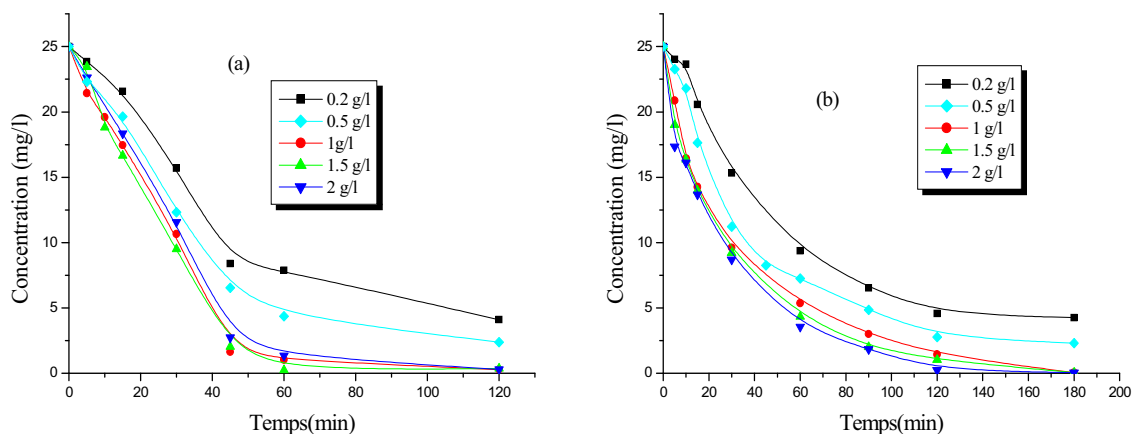 (a)
0.2 g/l
0.5 g/l
1g/l
1.5 g/l
2 g/l
Concentration (mg/l)
25
20
15
10
5
0
0 20 40 60 80 100 120
Temps(min)
(b)
0.2 g/l
0.5 g/l
1 g/l
1.5 g/l
2 g/l
Concentration (mg/l)
25
20
15
10
5
0
0 20 40 60 80 100 120 140 160 180 200
Temps(min)